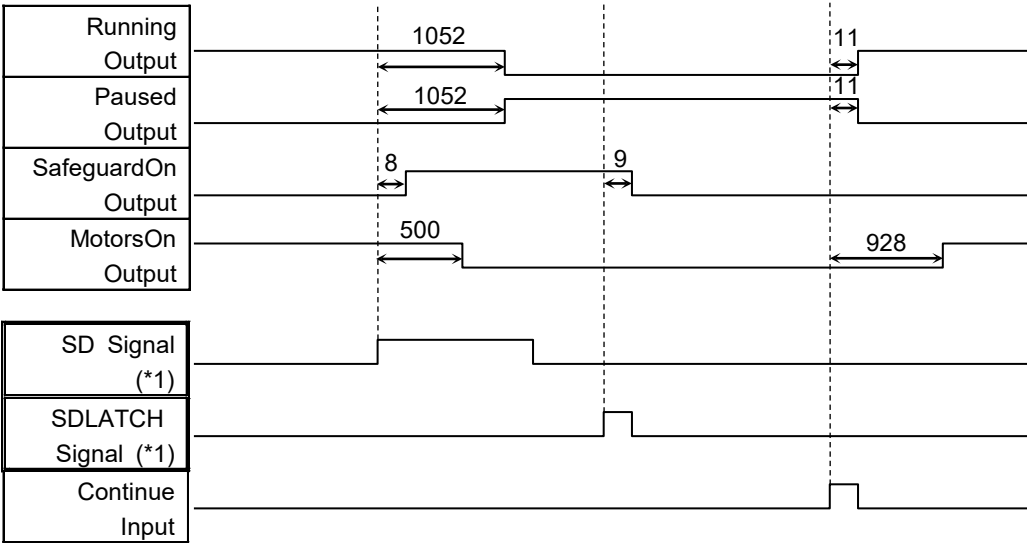 Running
Output
1052
11
Paused
Output
1052
11
SafeguardOn
Output
8
9
MotorsOn
Output
500
928
SD Signal
(*1)
SDLATCH
Signal (*1)
Continue
Input